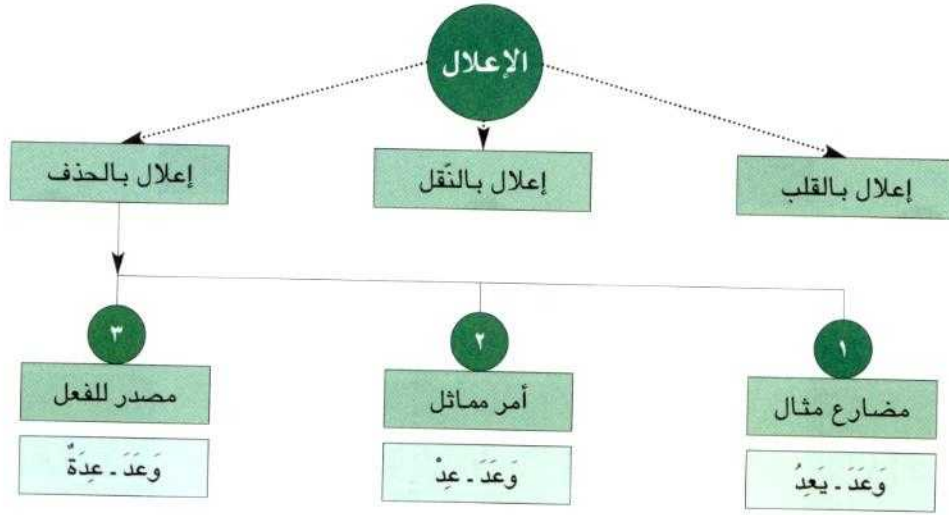 الإعلال
إعلال بالقلب
إعلال بالنّقل
إعلال بالحذف
١
٢
٣
مضارع مثال
أمر مماثل
مصدر للفعل
وَعَدَ - يَعِدُ
وَعَدَ - عِدْ
وَعَدَ - عِدَةٌ